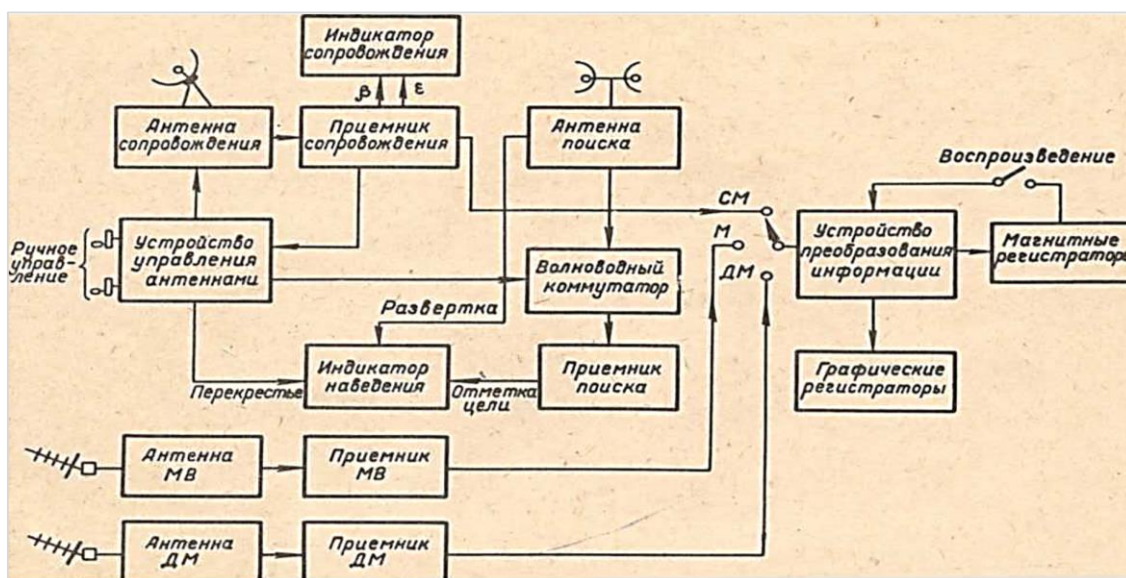 Индикатор
сопровождения
β
ε
Антенна
сопровождения
Приемник
сопровождения
Антенна
поиска
Воспроизведение
СМ
М
ДМ
Ручное
управ-
ление
Устройство
управления
антеннами
Волноводный
коммутатор
Устройство
преобразования
информации
Магнитные
регистраторы
Развертка
Индикатор
наведения
Приемник
поиска
Графические
регистраторы
Перекрестье
Отметка
цели
Антенна
МВ
Приемник
МВ
Антенна
ДМ
Приемник
ДМ